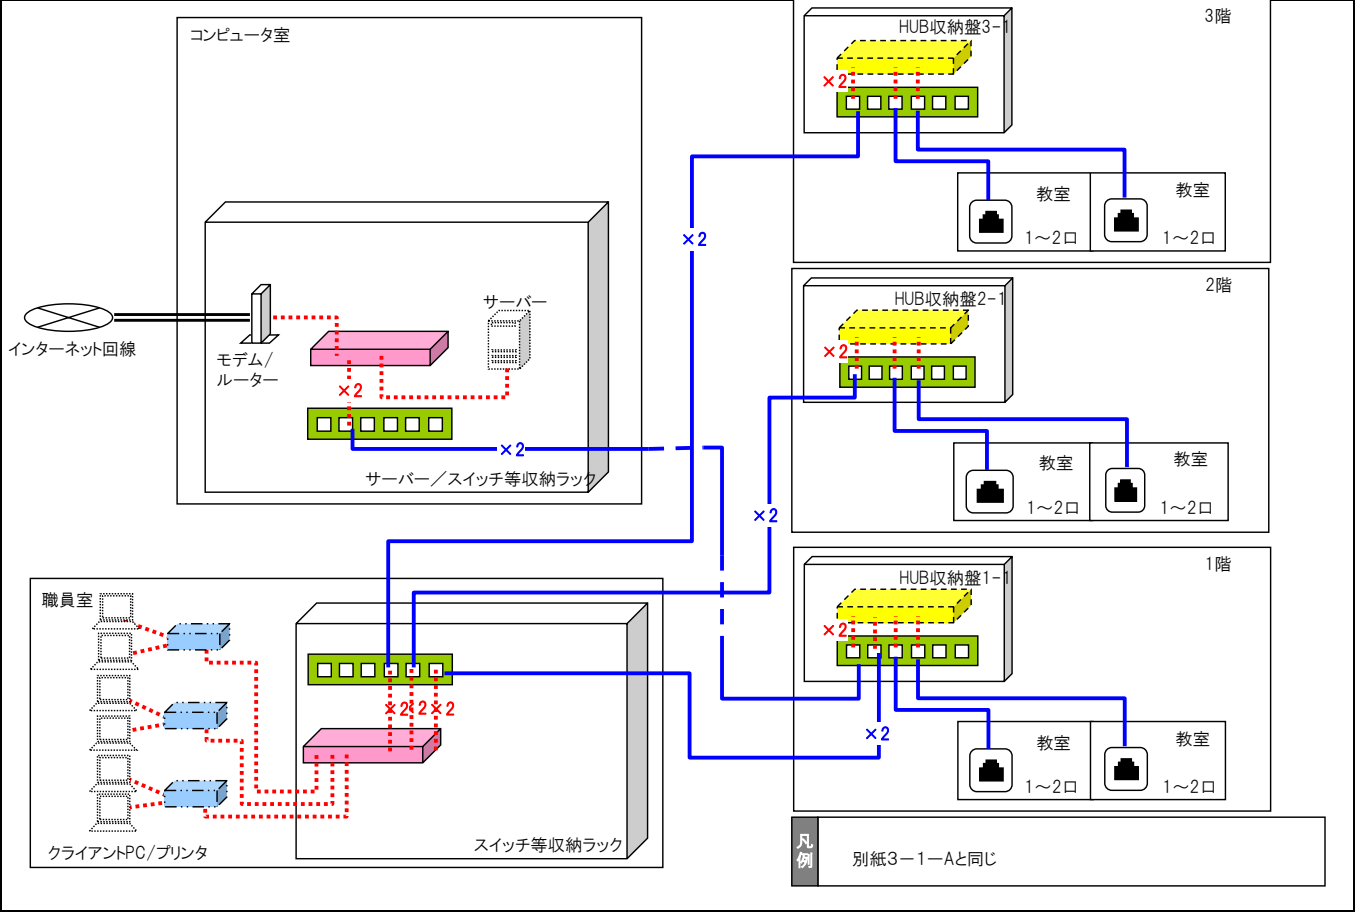 コンピュータ室
サーバー
インターネット回線
モデム/
ルーター
×2
×2
サーバー／スイッチ等収納ラック
×2
×2
職員室
×2
2
×2
クライアントPC/プリンタ
スイッチ等収納ラック
3階
HUB収納盤3-1
×2
教室
1～2口
教室
1～2口
2階
HUB収納盤2-1
×2
教室
1～2口
教室
1～2口
1階
HUB収納盤1-1
×2
×2
教室
1～2口
教室
1～2口
凡
例
別紙３－１－Aと同じ